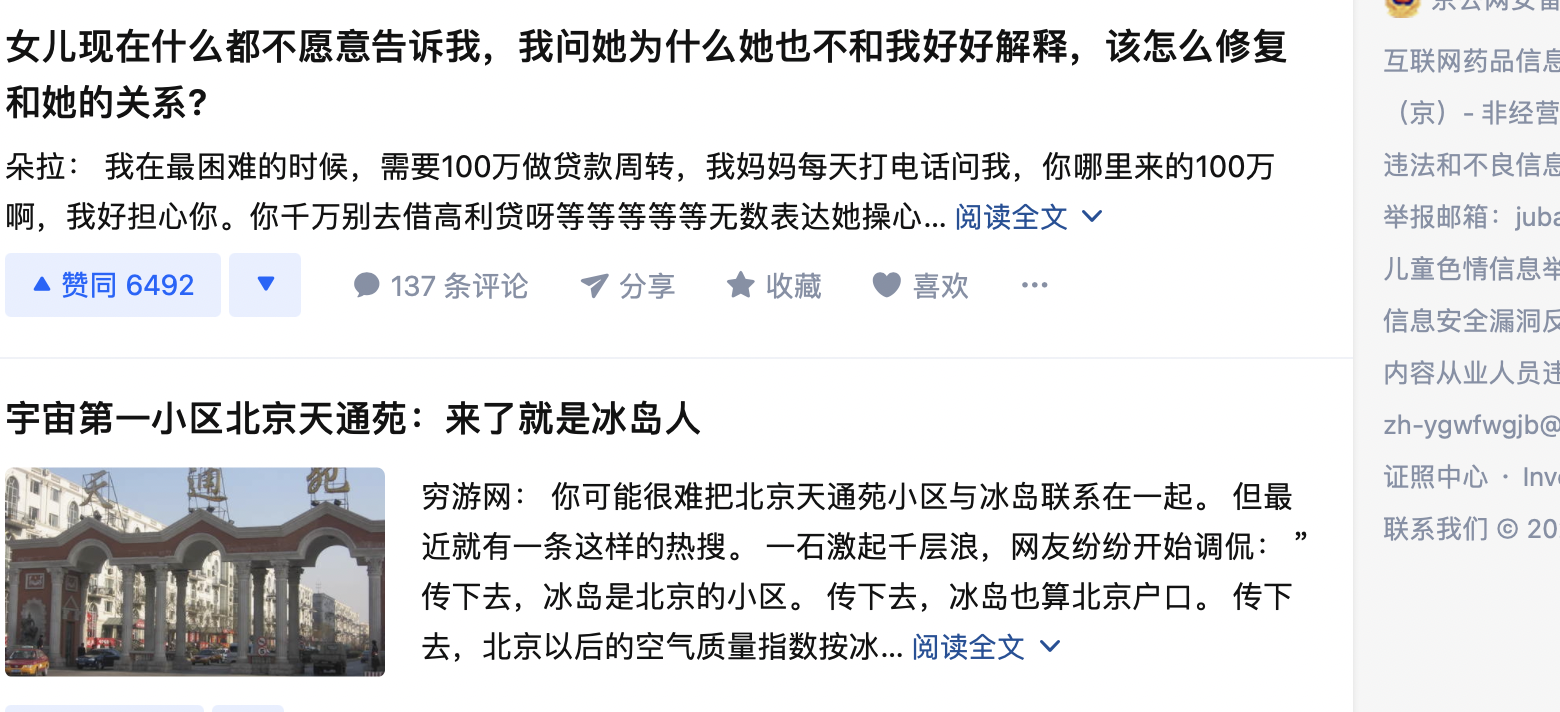 女儿现在什么都不愿意告诉我，我问她为什么她也不和我好好解释，该怎么修复
和她的关系？
朵拉： 我在最困难的时候，需要100万做贷款周转，我妈妈每天打电话问我，你哪里来的100万
啊，我好担心你。你千万别去借高利贷呀等等等等等无数表达她操心... 阅读全文
赞同 6492
137 条评论
分享
收藏
喜欢
宇宙第一小区北京天通苑：来了就是冰岛人
天通苑
穷游网： 你可能很难把北京天通苑小区与冰岛联系在一起。 但最
近就有一条这样的热搜。 一石激起千层浪，网友纷纷开始调侃： ”
传下去，冰岛是北京的小区。 传下去，冰岛也算北京户口。 传下
去，北京以后的空气质量指数按冰... 阅读全文
互联网药品信息
（京）- 非经营
违法和不良信息
举报邮箱：juba
儿童色情信息举
信息安全漏洞反
内容从业人员违
zh-ygwfwgjb@
证照中心 · Inve
联系我们 © 20